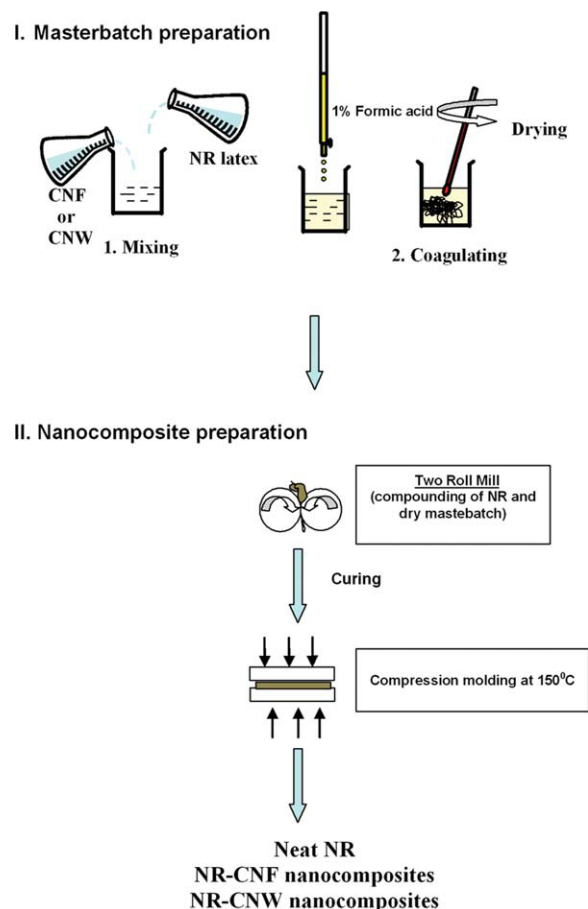 I. Masterbatch preparation
1% Formic acid
Drying
NR latex
CNF
or
CNW
1. Mixing
2. Coagulating
II. Nanocomposite preparation
Two Roll Mill
(compounding of NR and
dry mastebatch)
Curing
Compression molding at 150⁰C
Neat NR
NR-CNF nanocomposites
NR-CNW nanocomposites